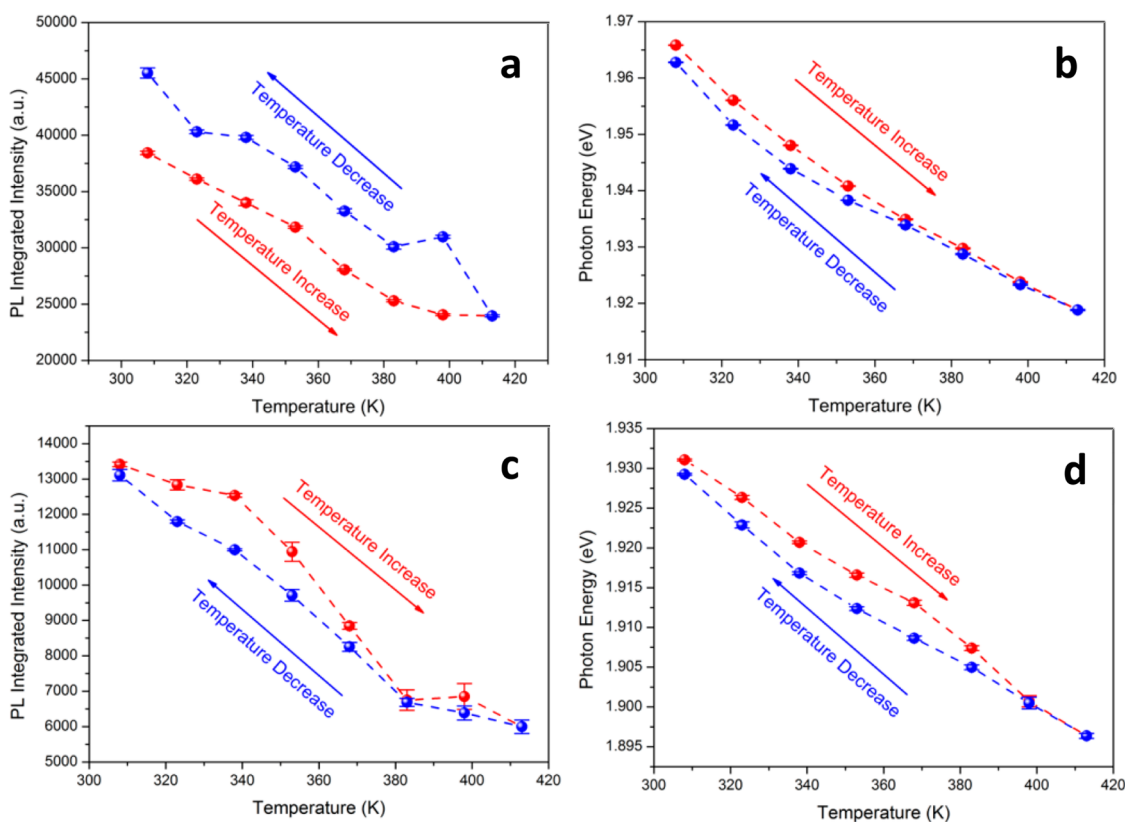 a
50000
45000
40000
35000
30000
25000
20000
PL Integrated Intensity (a.u.)
Temperature Decrease
Temperature Increase
300 320 340 360 380 400 420
Temperature (K)
b
1.97
1.96
1.95
1.94
1.93
1.92
1.91
Photon Energy (eV)
Temperature Increase
Temperature Decrease
300 320 340 360 380 400 420
Temperature (K)
c
14000
13000
12000
11000
10000
9000
8000
7000
6000
5000
PL Integrated Intensity (a.u.)
Temperature Increase
Temperature Decrease
300 320 340 360 380 400 420
Temperature (K)
d
1.935
1.930
1.925
1.920
1.915
1.910
1.905
1.900
1.895
Photon Energy (eV)
Temperature Increase
Temperature Decrease
300 320 340 360 380 400 420
Temperature (K)